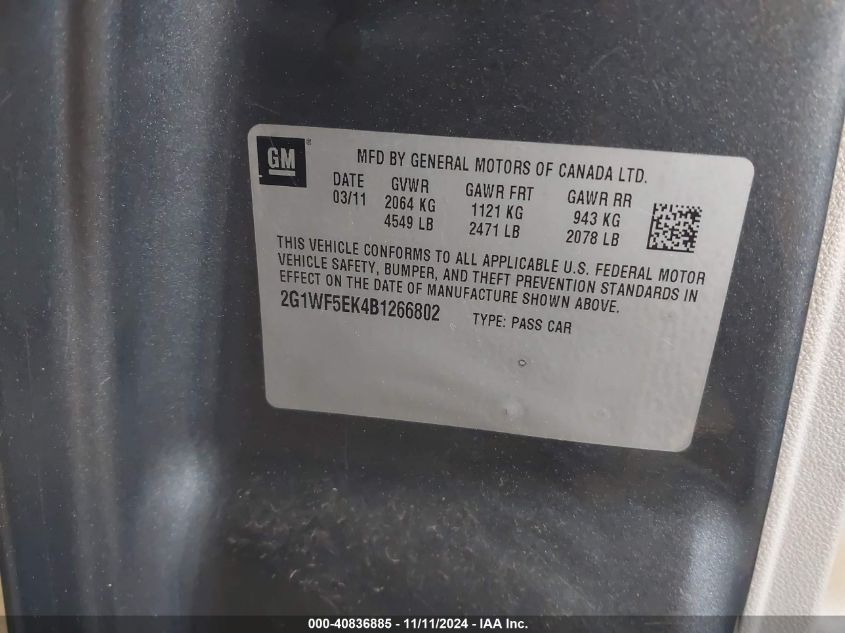 GM®
MFD BY GENERAL MOTORS OF CANADA LTD.
DATE GVWR GAWR FRT GAWR RR
03/11 2064 KG 1121 KG 943 KG
4549 LB 2471 LB 2078 LB
THIS VEHICLE CONFORMS TO ALL APPLICABLE U.S. FEDERAL MOTOR
VEHICLE SAFETY, BUMPER, AND THEFT PREVENTION STANDARDS IN
EFFECT ON THE DATE OF MANUFACTURE SHOWN ABOVE.
2G1WF5EK4B1266802 TYPE: PASS CAR
000-40836885 - 11/11/2024 - IAA Inc.